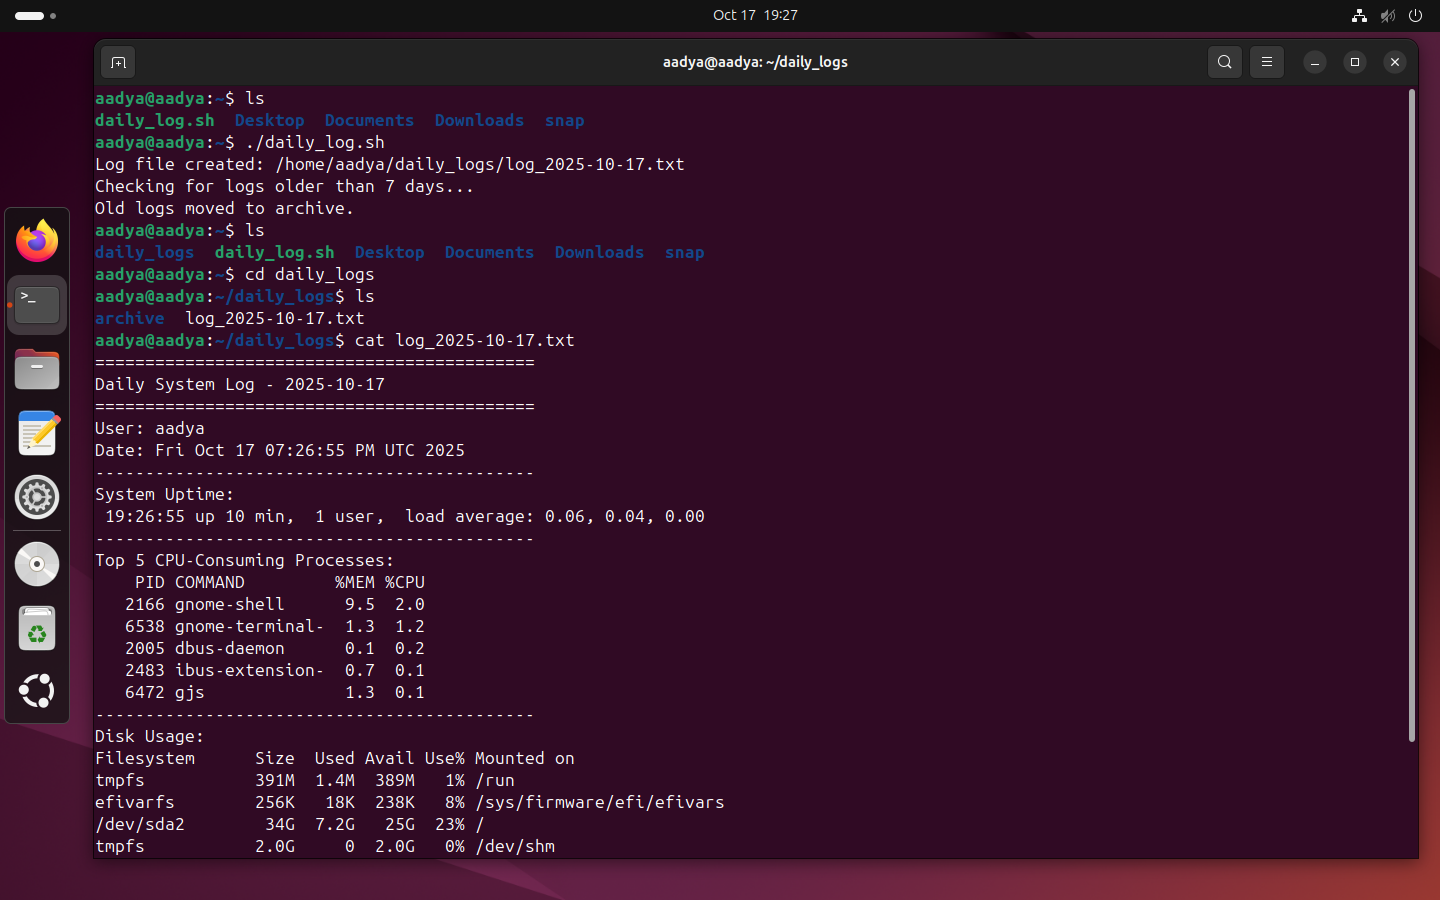 Oct 17 19:27
aadya@aadya: ~/daily_logs
aadya@aadya:~$ ls
daily_log.sh  Desktop  Documents  Downloads  snap
aadya@aadya:~$ ./daily_log.sh
Log file created: /home/aadya/daily_logs/log_2025-10-17.txt
Checking for logs older than 7 days...
Old logs moved to archive.
aadya@aadya:~$ ls
daily_logs  daily_log.sh  Desktop  Documents  Downloads  snap
aadya@aadya:~$ cd daily_logs
aadya@aadya:~/daily_logs$ ls
archive  log_2025-10-17.txt
aadya@aadya:~/daily_logs$ cat log_2025-10-17.txt
============================================
Daily System Log - 2025-10-17
============================================
User: aadya
Date: Fri Oct 17 07:26:55 PM UTC 2025
--------------------------------------------
System Uptime:
 19:26:55 up 10 min,  1 user,  load average: 0.06, 0.04, 0.00
--------------------------------------------
Top 5 CPU-Consuming Processes:
    PID COMMAND         %MEM %CPU
   2166 gnome-shell      9.5  2.0
   6538 gnome-terminal-  1.3  1.2
   2005 dbus-daemon      0.1  0.2
   2483 ibus-extension-  0.7  0.1
   6472 gjs              1.3  0.1
--------------------------------------------
Disk Usage:
Filesystem      Size  Used Avail Use% Mounted on
tmpfs           391M  1.4M  389M   1% /run
efivarfs        256K   18K  238K   8% /sys/firmware/efi/efivars
/dev/sda2        34G  7.2G   25G  23% /
tmpfs           2.0G     0  2.0G   0% /dev/shm